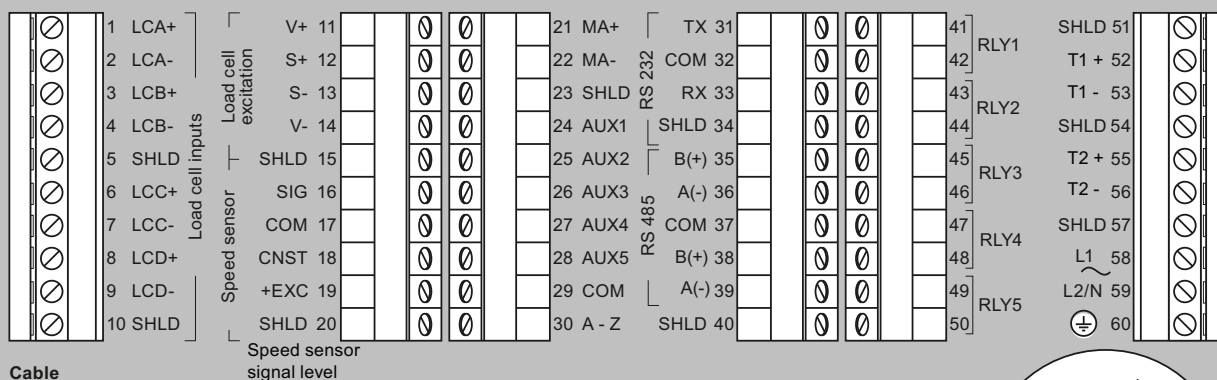 1 LCA+
2 LCA-
3 LCB+
4 LCB-
5 SHLD
6 LCC+
7 LCC-
8 LCD+
9 LCD-
10 SHLD
Load cell inputs
Load cell
excitation
Speed sensor
V+ 11
S+ 12
S- 13
V- 14
SHLD 15
SIG 16
COM 17
CNST 18
+EXC 19
SHLD 20
21 MA+
22 MA-
23 SHLD
24 AUX1
25 AUX2
26 AUX3
27 AUX4
28 AUX5
29 COM
30 A - Z
RS 232
RS 485
TX 31
COM 32
RX 33
SHLD 34
B(+) 35
A(-) 36
COM 37
B(+) 38
A(-) 39
SHLD 40
41
42
RLY1
43
44
RLY2
45
46
RLY3
47
48
RLY4
49
50
RLY5
SHLD 51
T1 + 52
T1 - 53
SHLD 54
T2 + 55
T2 - 56
SHLD 57
L1 58
L2/N 59
60
Cable
Speed sensor
signal level